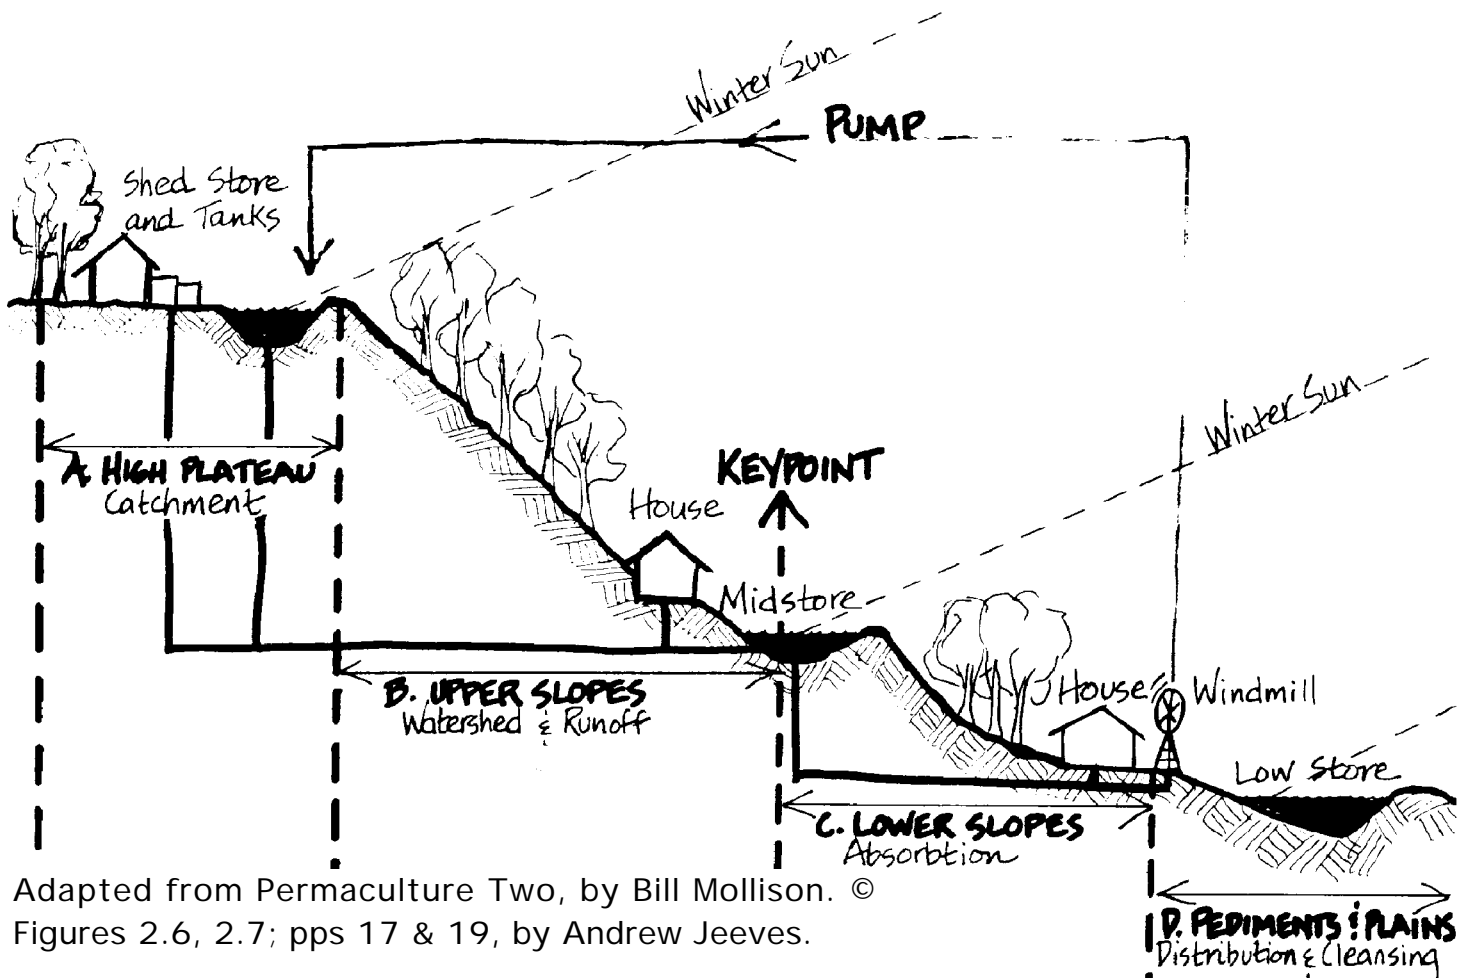 Winter Sun
PUMP
Shed Store
and Tanks
Winter Sun
A. HIGH PLATEAU
Catchment
KEYPOINT
House
Midstore
B. UPPER SLOPES
Watershed & Runoff
House
Windmill
Low Store
C. LOWER SLOPES
Absorbtion
D. PEDIMENTS & PLAINS
Distribution & Cleansing
Adapted from Permaculture Two, by Bill Mollison. ©
Figures 2.6, 2.7; pps 17 & 19, by Andrew Jeeves.